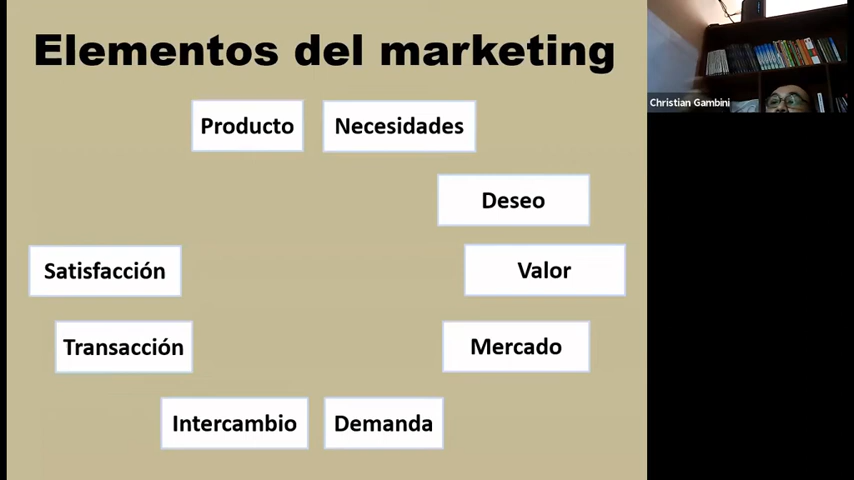 Elementos del marketing
Christian Gambini
Producto
Necesidades
Deseo
Satisfacción
Valor
Transacción
Mercado
Intercambio
Demanda